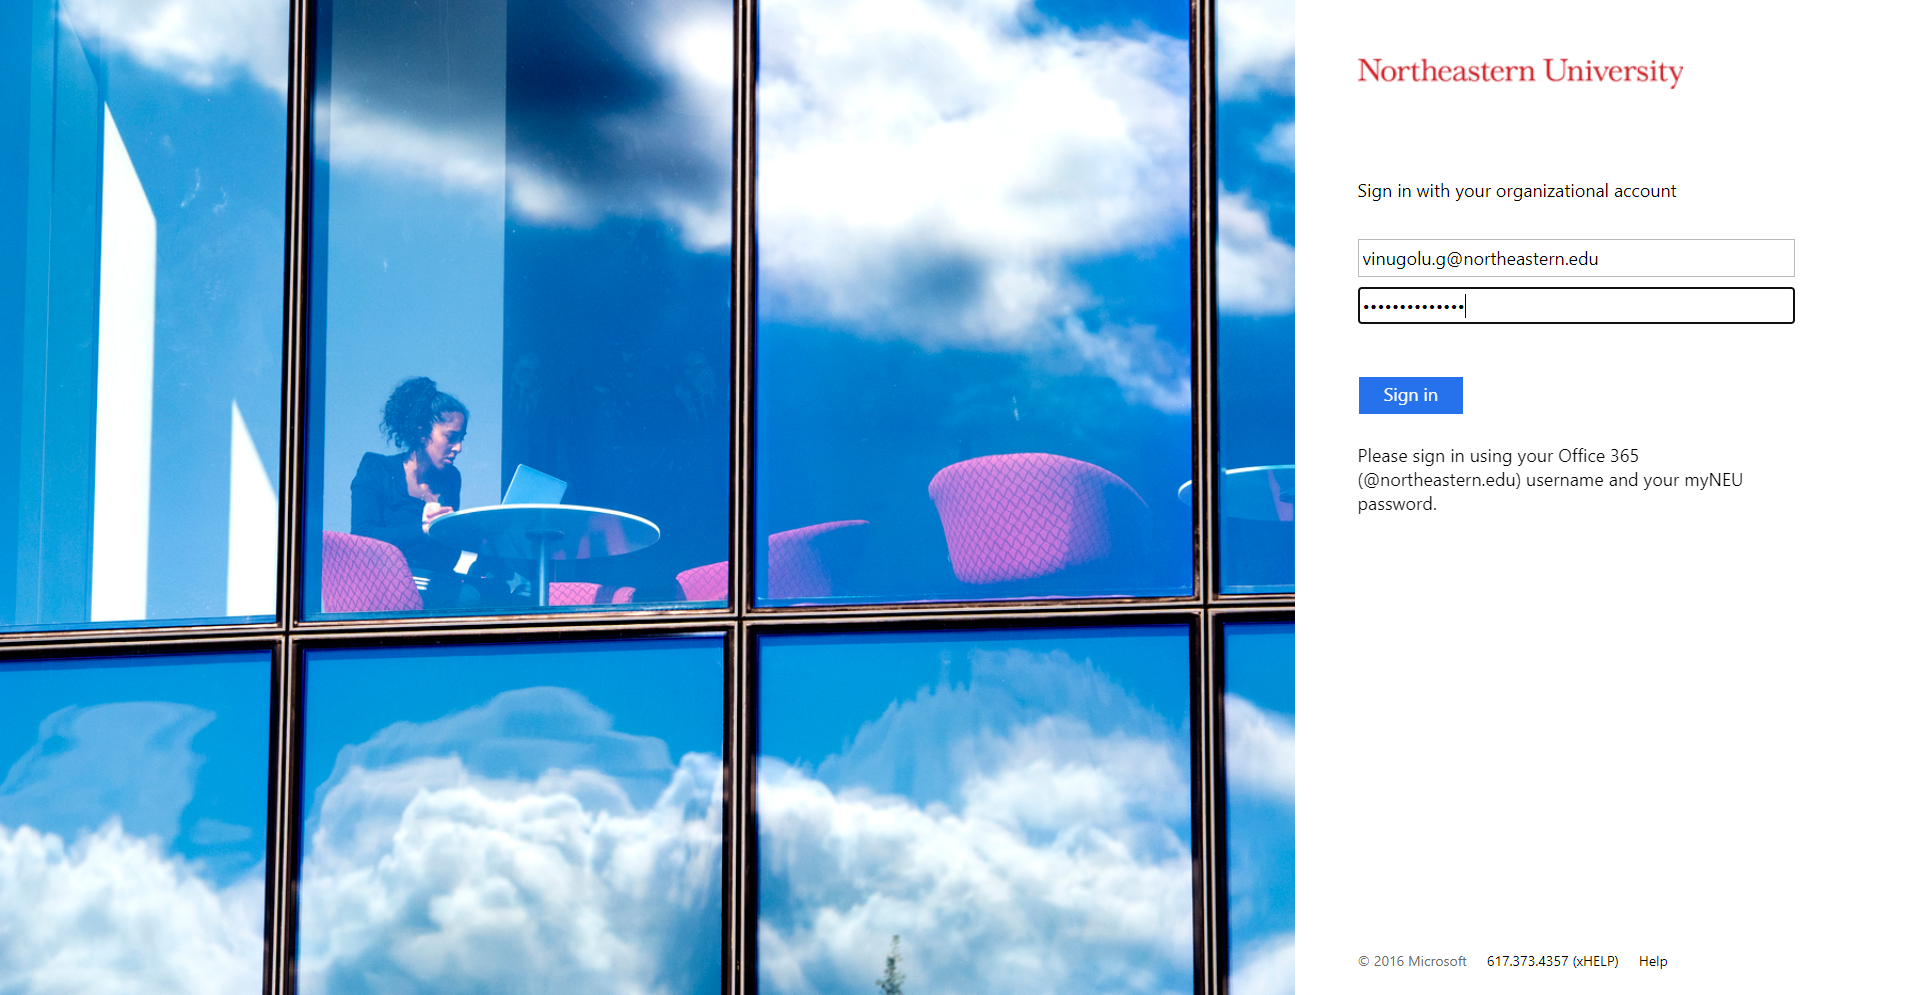 Northeastern University
Sign in with your organizational account
vinugolu.g@northeastern.edu
••••••••••••••
Sign in
Please sign in using your Office 365
(@northeastern.edu) username and your myNEU
password.
© 2016 Microsoft 617.373.4357 (xHELP) Help